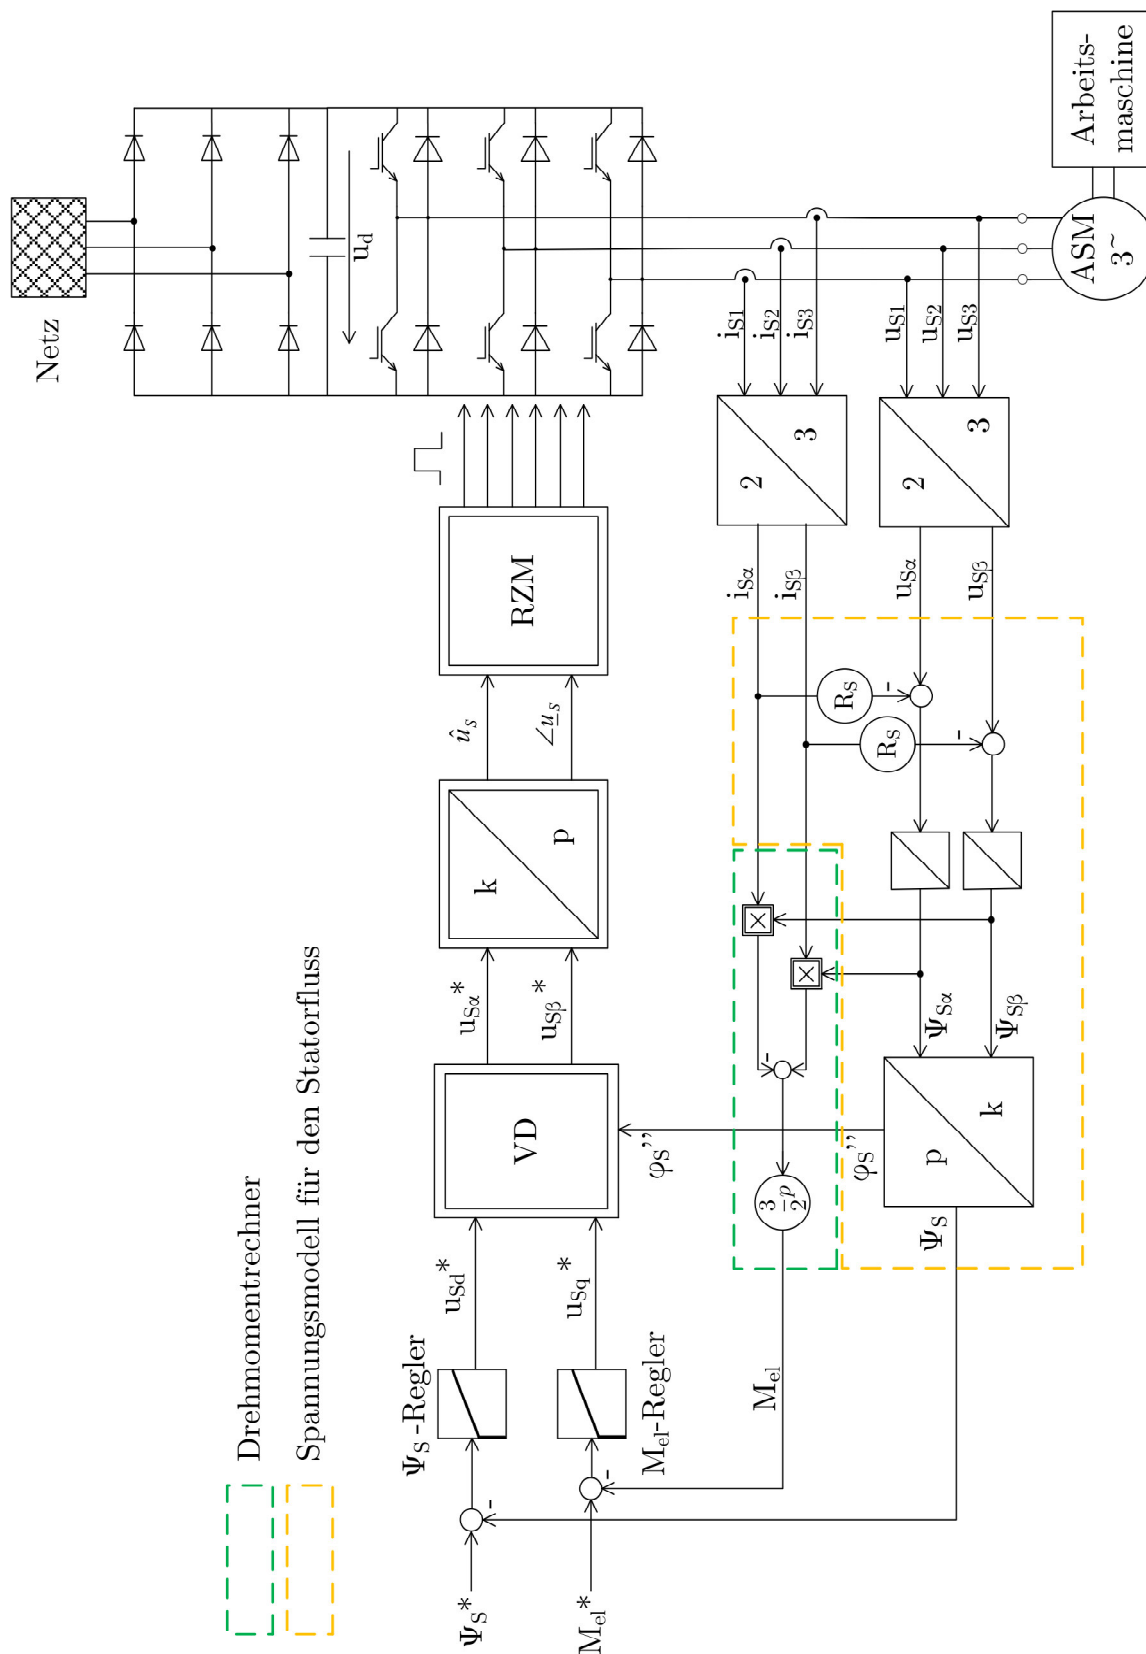 Drehmomentrechner
Spannungsmodell für den Statorfluss
Netz
u_d
Ψ_S*
-
Ψ_S -Regler
u_Sd*
M_el*
-
M_el-Regler
u_Sq*
VD
u_Sα*
u_Sβ*
k
p
û_s
∠u_s
RZM
φ_S''
M_el
3/2 p
-
×
×
i_Sα
i_Sβ
2
3
i_S1
i_S2
i_S3
Ψ_S
φ_S''
p
k
Ψ_Sα
Ψ_Sβ
R_S
-
R_S
-
u_Sα
u_Sβ
2
3
u_S1
u_S2
u_S3
ASM
3~
Arbeits-
maschine